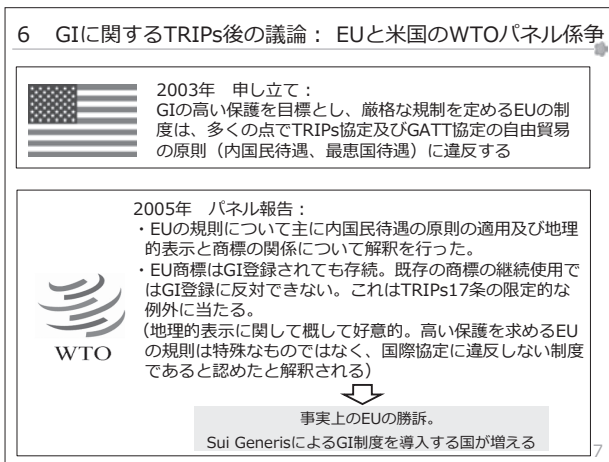 6 GIに関するTRIPs後の議論： EUと米国のWTOパネル係争
2003年 申し立て：
GIの高い保護を目標とし、厳格な規制を定めるEUの制
度は、多くの点でTRIPs協定及びGATT協定の自由貿易
の原則（内国民待遇、最恵国待遇）に違反する
2005年 パネル報告：
・EUの規則について主に内国民待遇の原則の適用及び地理
的表示と商標の関係について解釈を行った。
・EU商標はGI登録されても存続。既存の商標の継続使用で
はGI登録に反対できない。これはTRIPs17条の限定的な
例外に当たる。
（地理的表示に関して概して好意的。高い保護を求めるEU
の規則は特殊なものではなく、国際協定に違反しない制度
であると認めたと解釈される）
WTO
事実上のEUの勝訴。
Sui GenerisによるGI制度を導入する国が増える
7